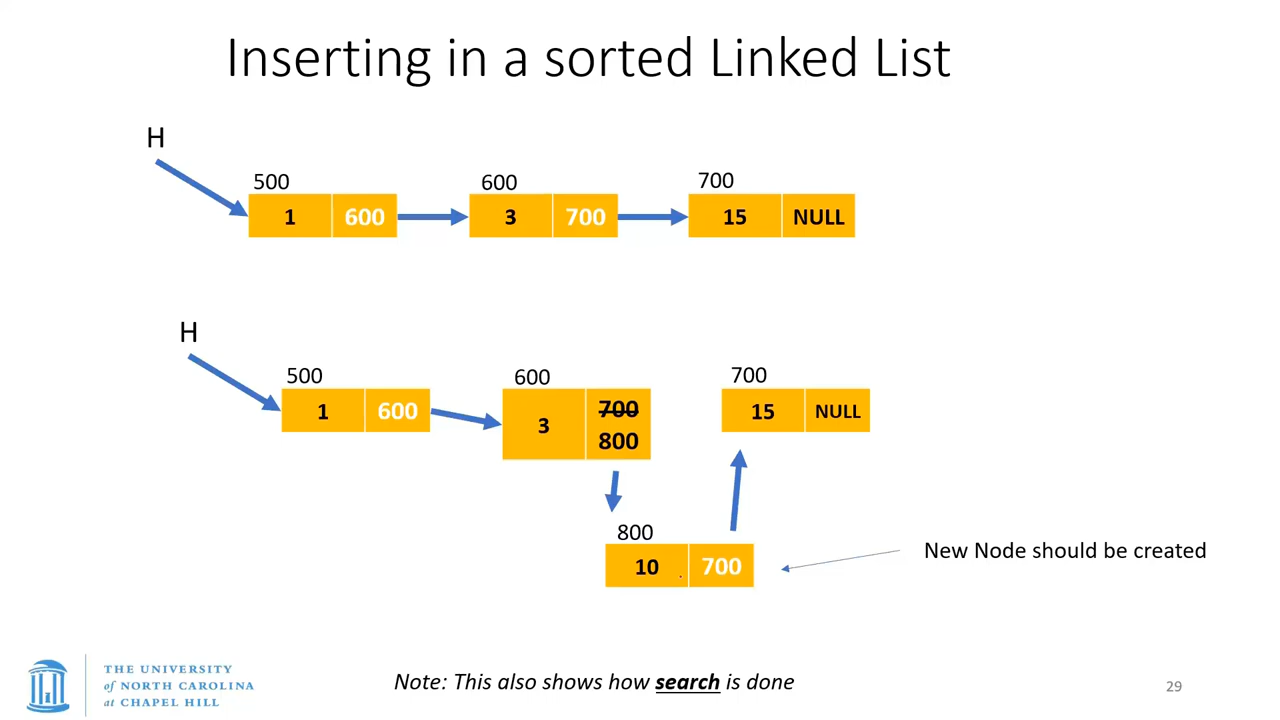 Inserting in a sorted Linked List
H
500
600
700
1 600
3 700
15 NULL
H
500
600
700
1 600
3 700 800
15 NULL
800
10 700
New Node should be created
THE UNIVERSITY
of NORTH CAROLINA
at CHAPEL HILL
Note: This also shows how search is done
29